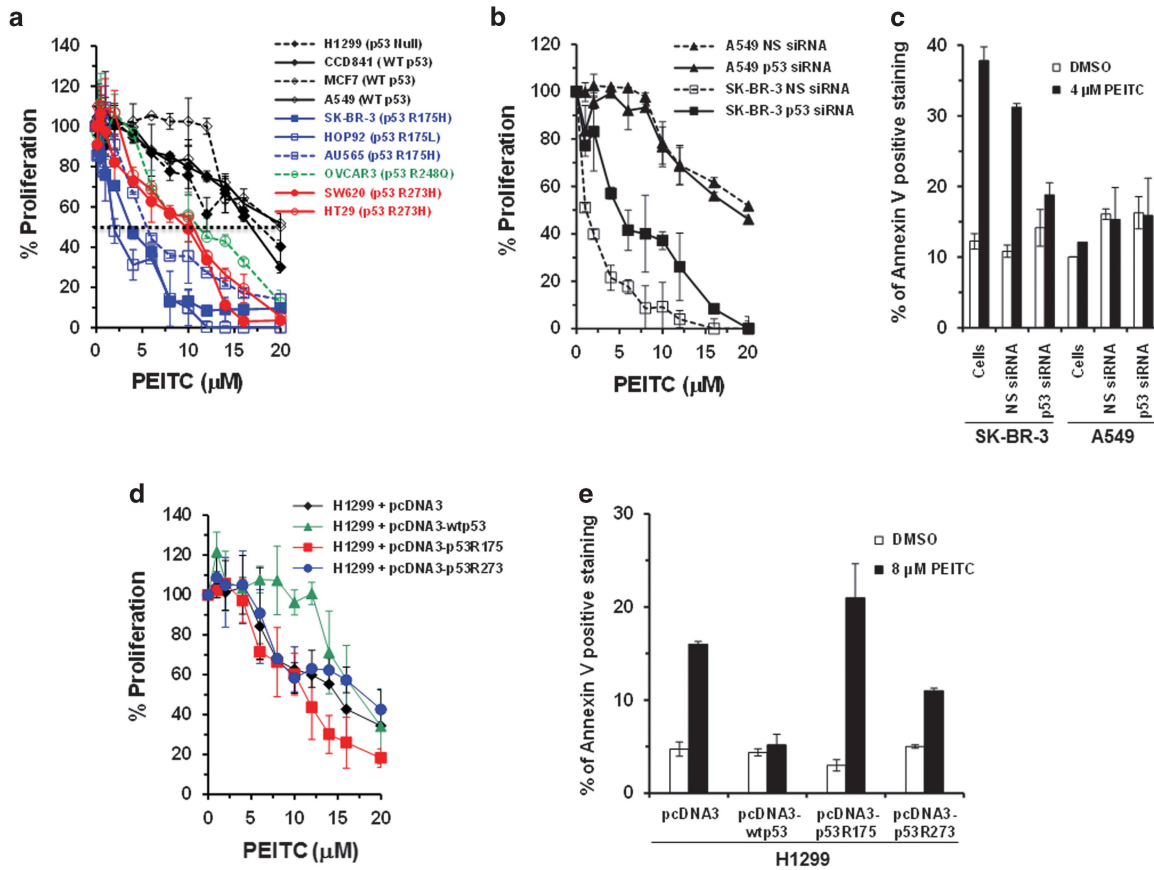 a
140
120
100
80
60
40
20
0
% Proliferation
0 5 10 15 20
PEITC (μM)
H1299 (p53 Null)
CCD841 (WT p53)
MCF7 (WT p53)
A549 (WT p53)
SK-BR-3 (p53 R175H)
HOP92 (p53 R175L)
AU565 (p53 R175H)
OVCAR3 (p53 R248Q)
SW620 (p53 R273H)
HT29 (p53 R273H)
b
120
100
80
60
40
20
0
% Proliferation
0 5 10 15 20
PEITC (μM)
A549 NS siRNA
A549 p53 siRNA
SK-BR-3 NS siRNA
SK-BR-3 p53 siRNA
c
% of Annexin V positive staining
40
30
20
10
0
DMSO
4 μM PEITC
Cells
NS siRNA
p53 siRNA
Cells
NS siRNA
p53 siRNA
SK-BR-3 A549
d
140
120
100
80
60
40
20
0
% Proliferation
0 5 10 15 20
PEITC (μM)
H1299 + pcDNA3
H1299 + pcDNA3-wtp53
H1299 + pcDNA3-p53R175
H1299 + pcDNA3-p53R273
e
% of Annexin V positive staining
30
20
10
0
DMSO
8 μM PEITC
pcDNA3 pcDNA3- pcDNA3- pcDNA3-
wtp53 p53R175 p53R273
H1299